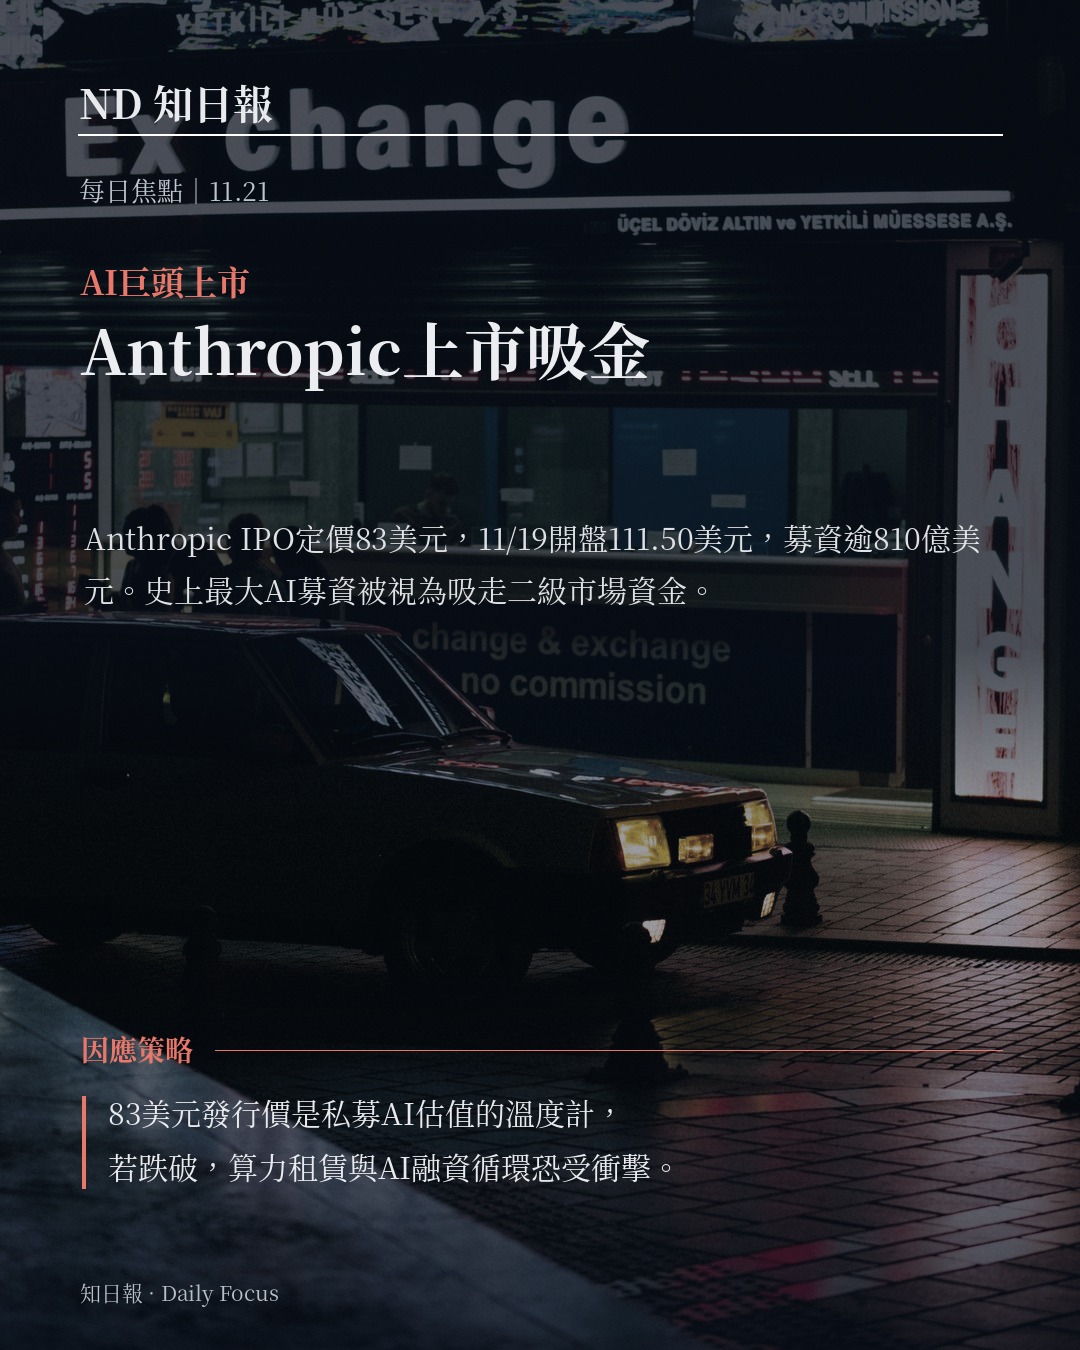 YETKİLİ MÜESSESE A.Ş.
NO COMMISSION
ND 知日報
Ex change
每日焦點｜11.21
ÜÇEL DÖVİZ ALTIN ve YETKİLİ MÜESSESE A.Ş.
AI巨頭上市
Anthropic上市吸金
SELL
Anthropic IPO定價83美元，11/19開盤111.50美元，募資逾810億美
元。史上最大AI募資被視為吸走二級市場資金。
change & exchange
no commission
EXCHANGE
因應策略
83美元發行價是私募AI估值的溫度計，
若跌破，算力租賃與AI融資循環恐受衝擊。
知日報 · Daily Focus